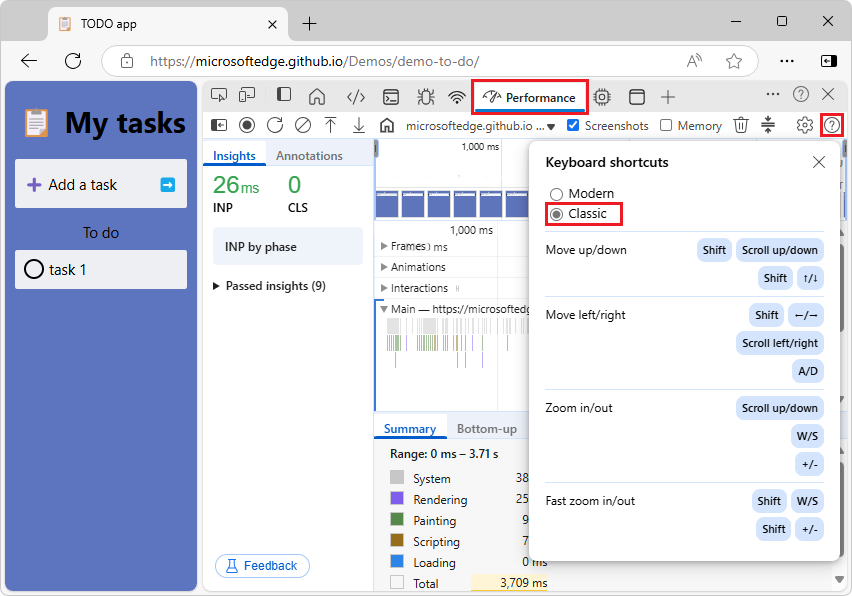 TODO app
https://microsoftedge.github.io/Demos/demo-to-do/
My tasks
Add a task
To do
task 1
Performance
microsoftedge.github.io ...
Screenshots
Memory
Insights
Annotations
26 ms
0
INP
CLS
INP by phase
Passed insights (9)
Feedback
1,000 ms
1,000 ms
Frames
ms
Animations
Interactions
Main — https://microsoftedg
Summary
Bottom-up
Range: 0 ms – 3.71 s
System
38
Rendering
25
Painting
9
Scripting
7
Loading
0 ms
Total
3,709 ms
Keyboard shortcuts
Modern
Classic
Move up/down
Shift
Scroll up/down
Shift
↑/↓
Move left/right
Shift
←/→
Scroll left/right
A/D
Zoom in/out
Scroll up/down
W/S
+/-
Fast zoom in/out
Shift
W/S
Shift
+/-